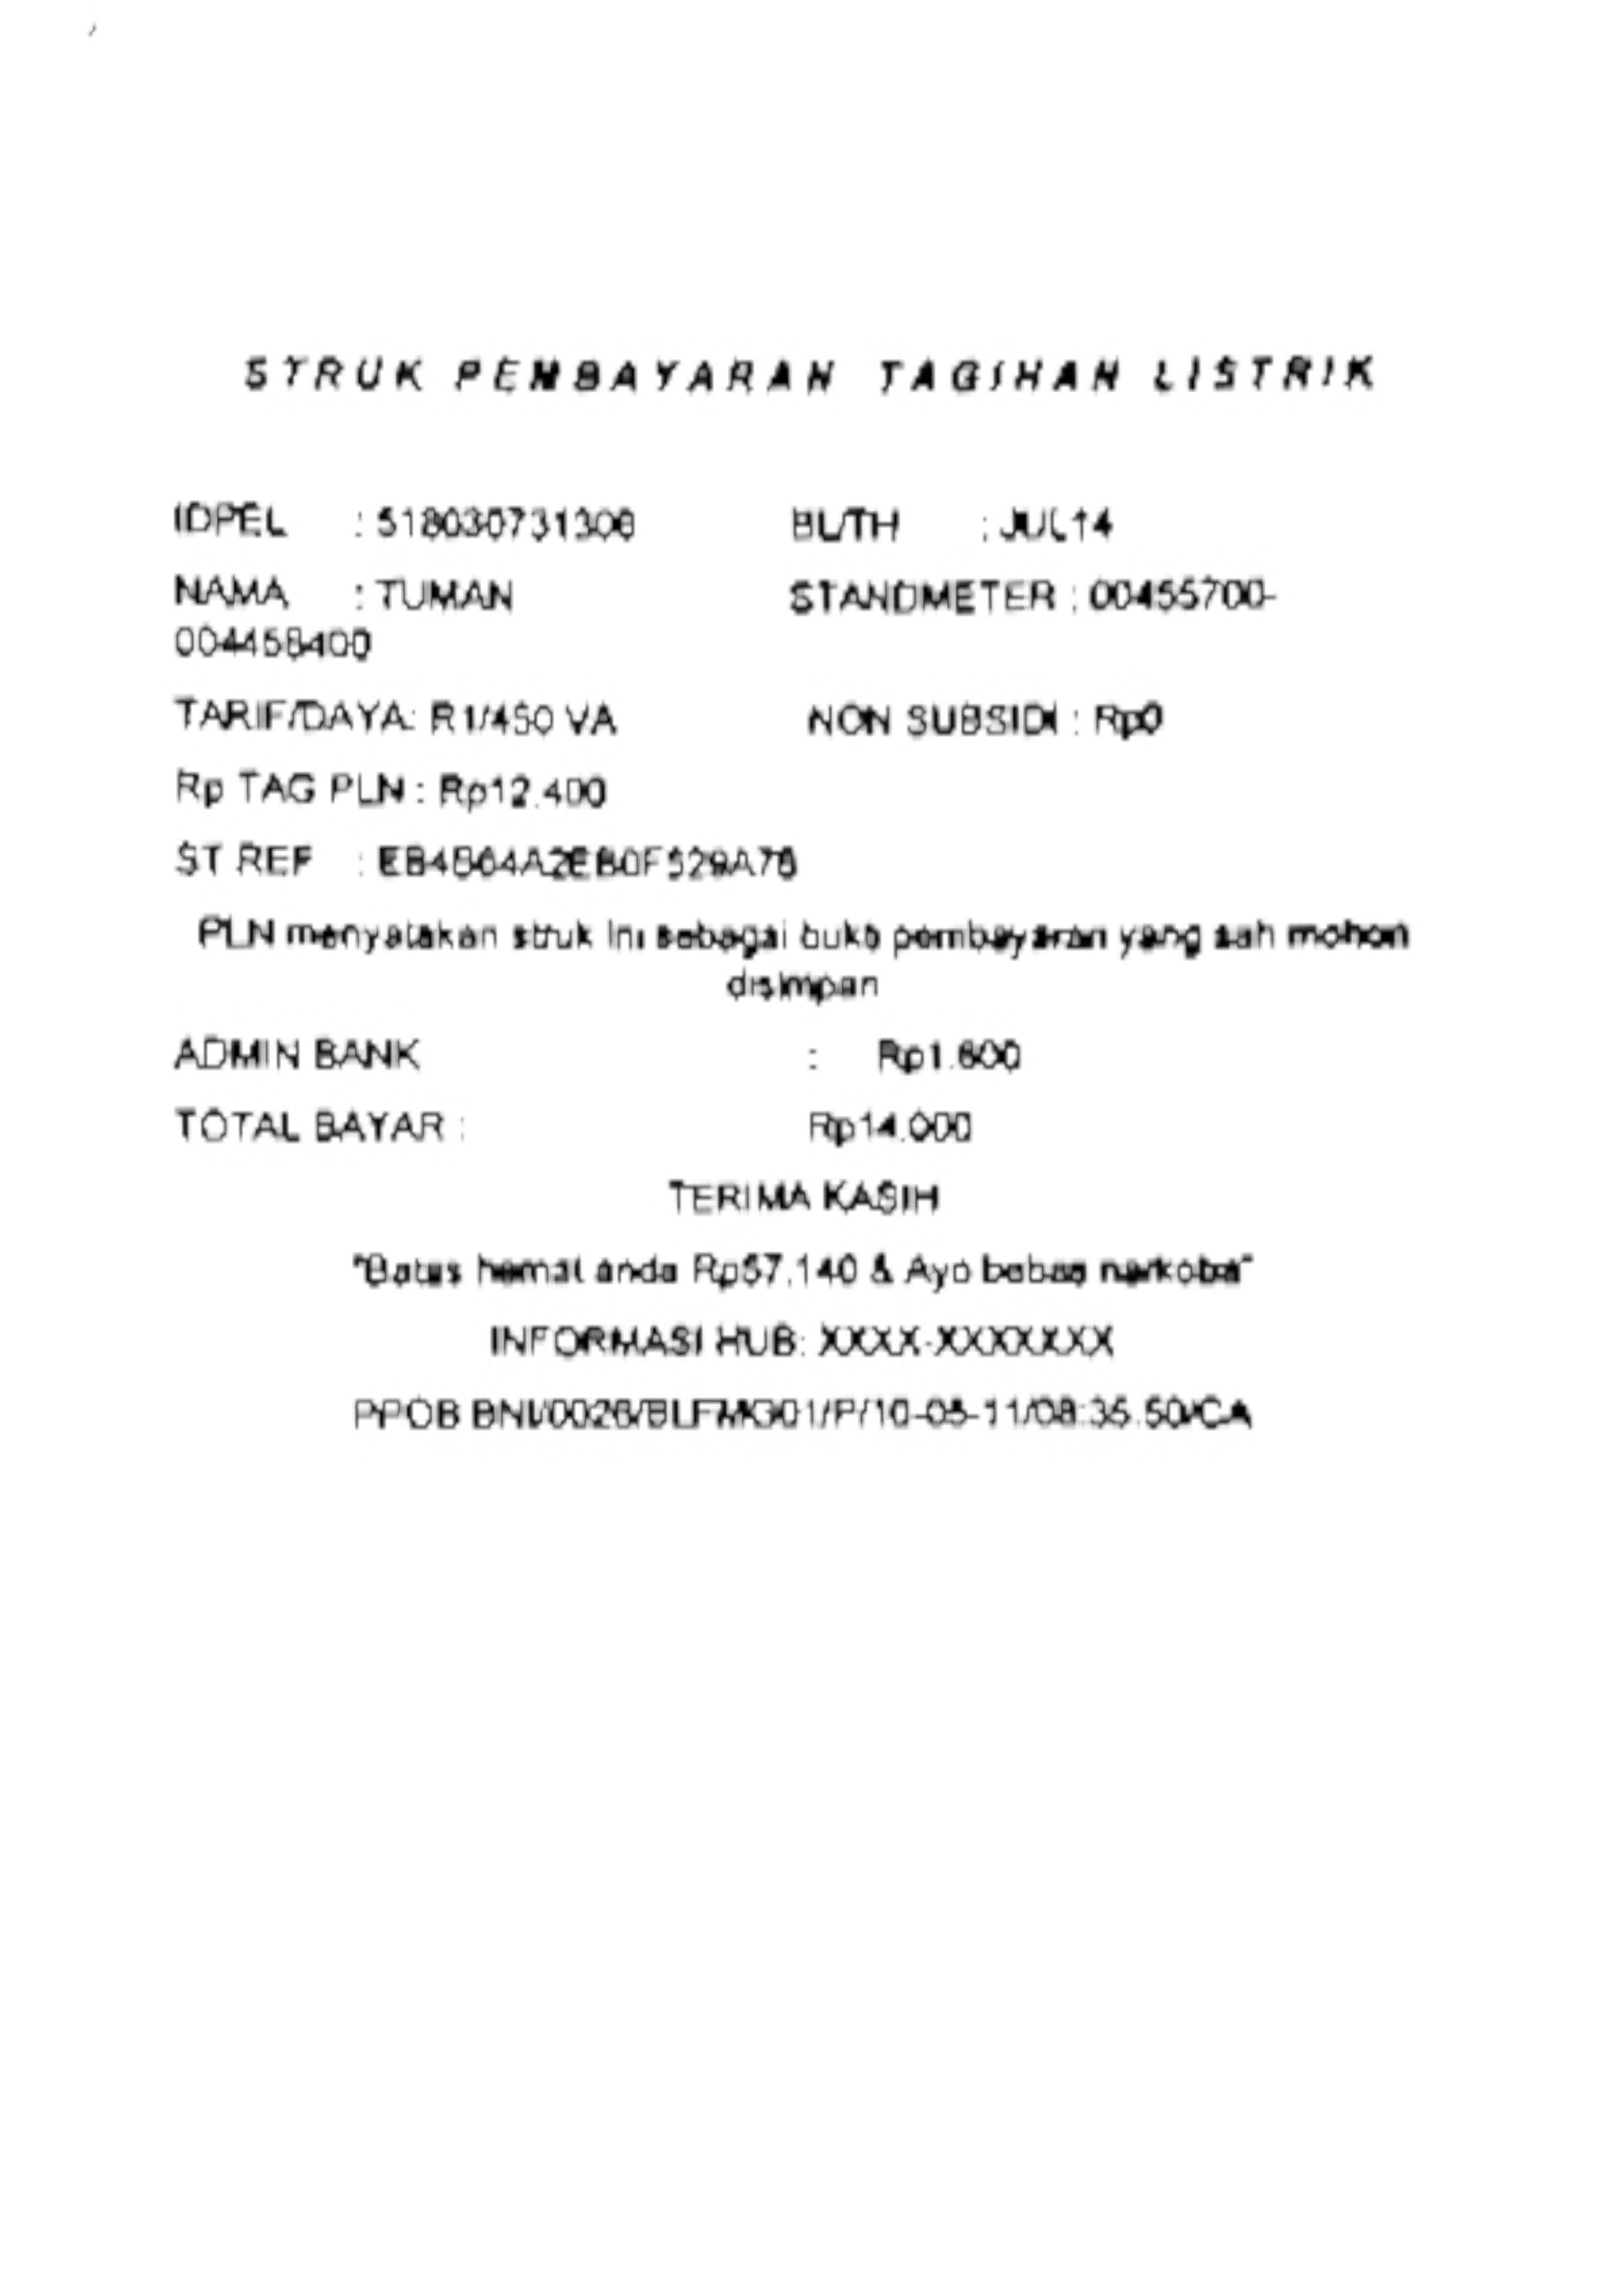 STRUK PEMBAYARAN TAGIHAN LISTRIK
IDPEL : 518030731308 BL/TH : JUL14
NAMA : TUMAN STANDMETER : 00455700-
004458400
TARIF/DAYA: R1/450 VA NON SUBSIDI : Rp0
Rp TAG PLN : Rp12.400
ST REF :
PLN menyatakan struk ini sebagai bukti pembayaran yang sah mohon
disimpan
ADMIN BANK : Rp1.600
TOTAL BAYAR : Rp14.000
TERIMA KASIH
"Batas hemat anda Rp57.140 & Ayo bebas narkoba"
INFORMASI HUB: XXXX-XXXXXXX
PPOB BNI/0026/BLFMK301/P/10-05-11/08:35.50/CA